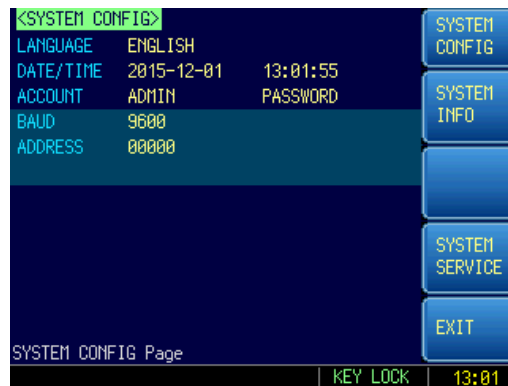 <SYSTEM CONFIG>
LANGUAGE ENGLISH
DATE/TIME 2015-12-01 13:01:55
ACCOUNT ADMIN PASSWORD
BAUD 9600
ADDRESS 00000
SYSTEM CONFIG Page
SYSTEM
CONFIG
SYSTEM
INFO
SYSTEM
SERVICE
EXIT
KEY LOCK 13:01